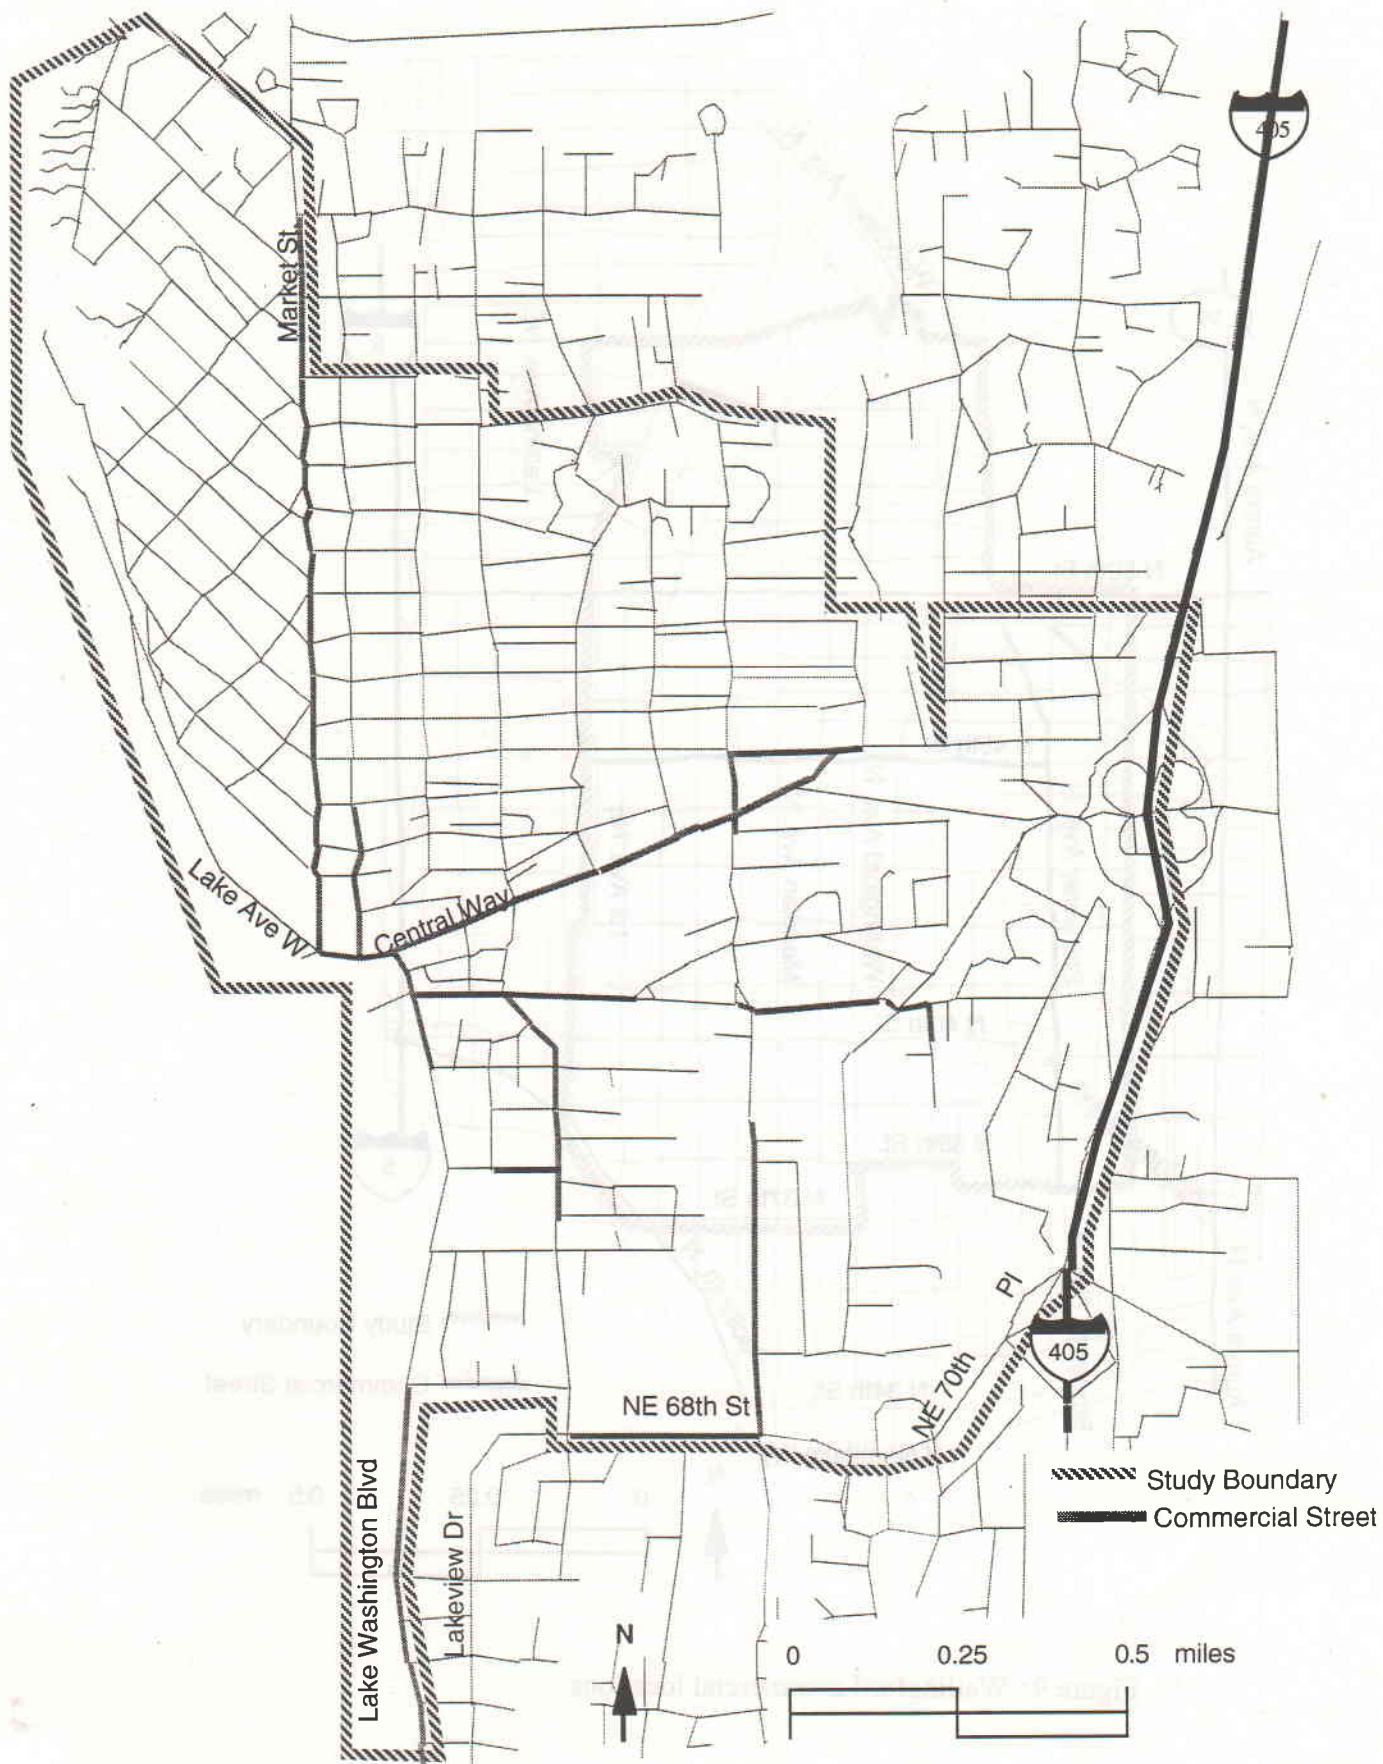 405
Market St.
Lake Ave W
Central Way
Pl
405
NE 70th
NE 68th St
Study Boundary
Commercial Street
Lake Washington Blvd
Lakeview Dr
N
0 0.25 0.5 miles